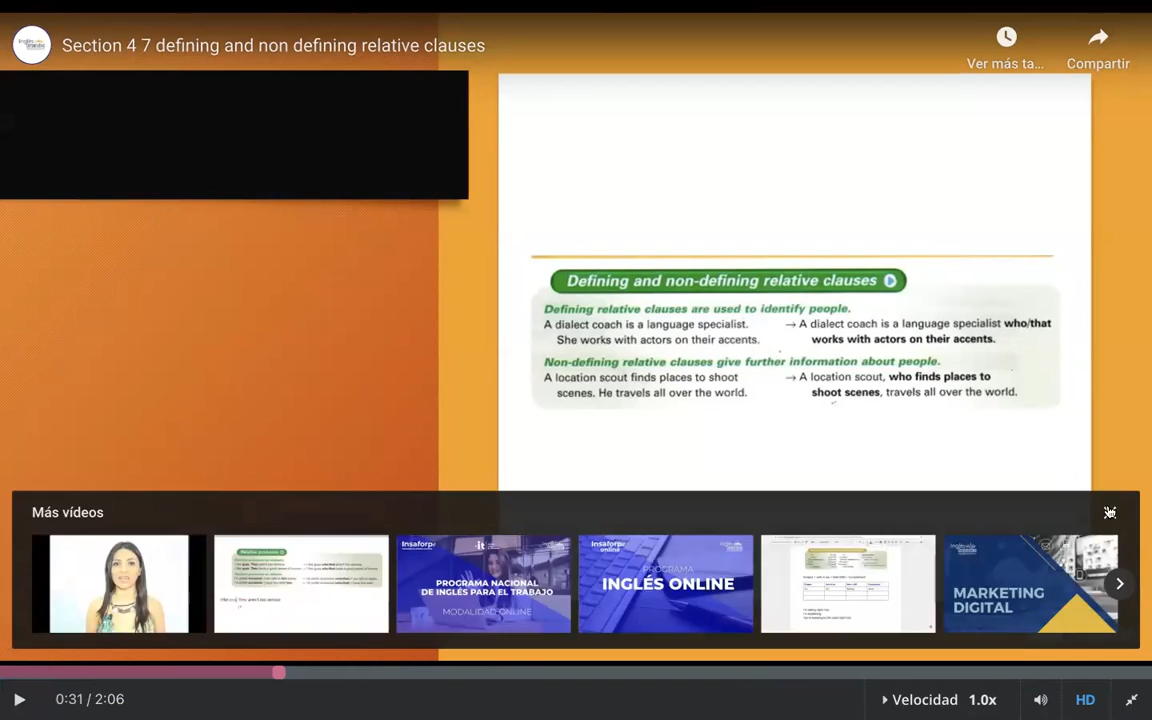 Section 4 7 defining and non defining relative clauses
Ver más ta...
Compartir
Defining and non-defining relative clauses
Defining relative clauses are used to identify people.
A dialect coach is a language specialist.
She works with actors on their accents.
→ A dialect coach is a language specialist who/that
works with actors on their accents.
Non-defining relative clauses give further information about people.
A location scout finds places to shoot
scenes. He travels all over the world.
→ A location scout, who finds places to
shoot scenes, travels all over the world.
Más vídeos
Insaforp
PROGRAMA NACIONAL
DE INGLÉS PARA EL TRABAJO
MODALIDAD ONLINE
Insaforp
online
PROGRAMA
INGLÉS ONLINE
MARKETING
DIGITAL
0:31 / 2:06
Velocidad 1.0x
HD